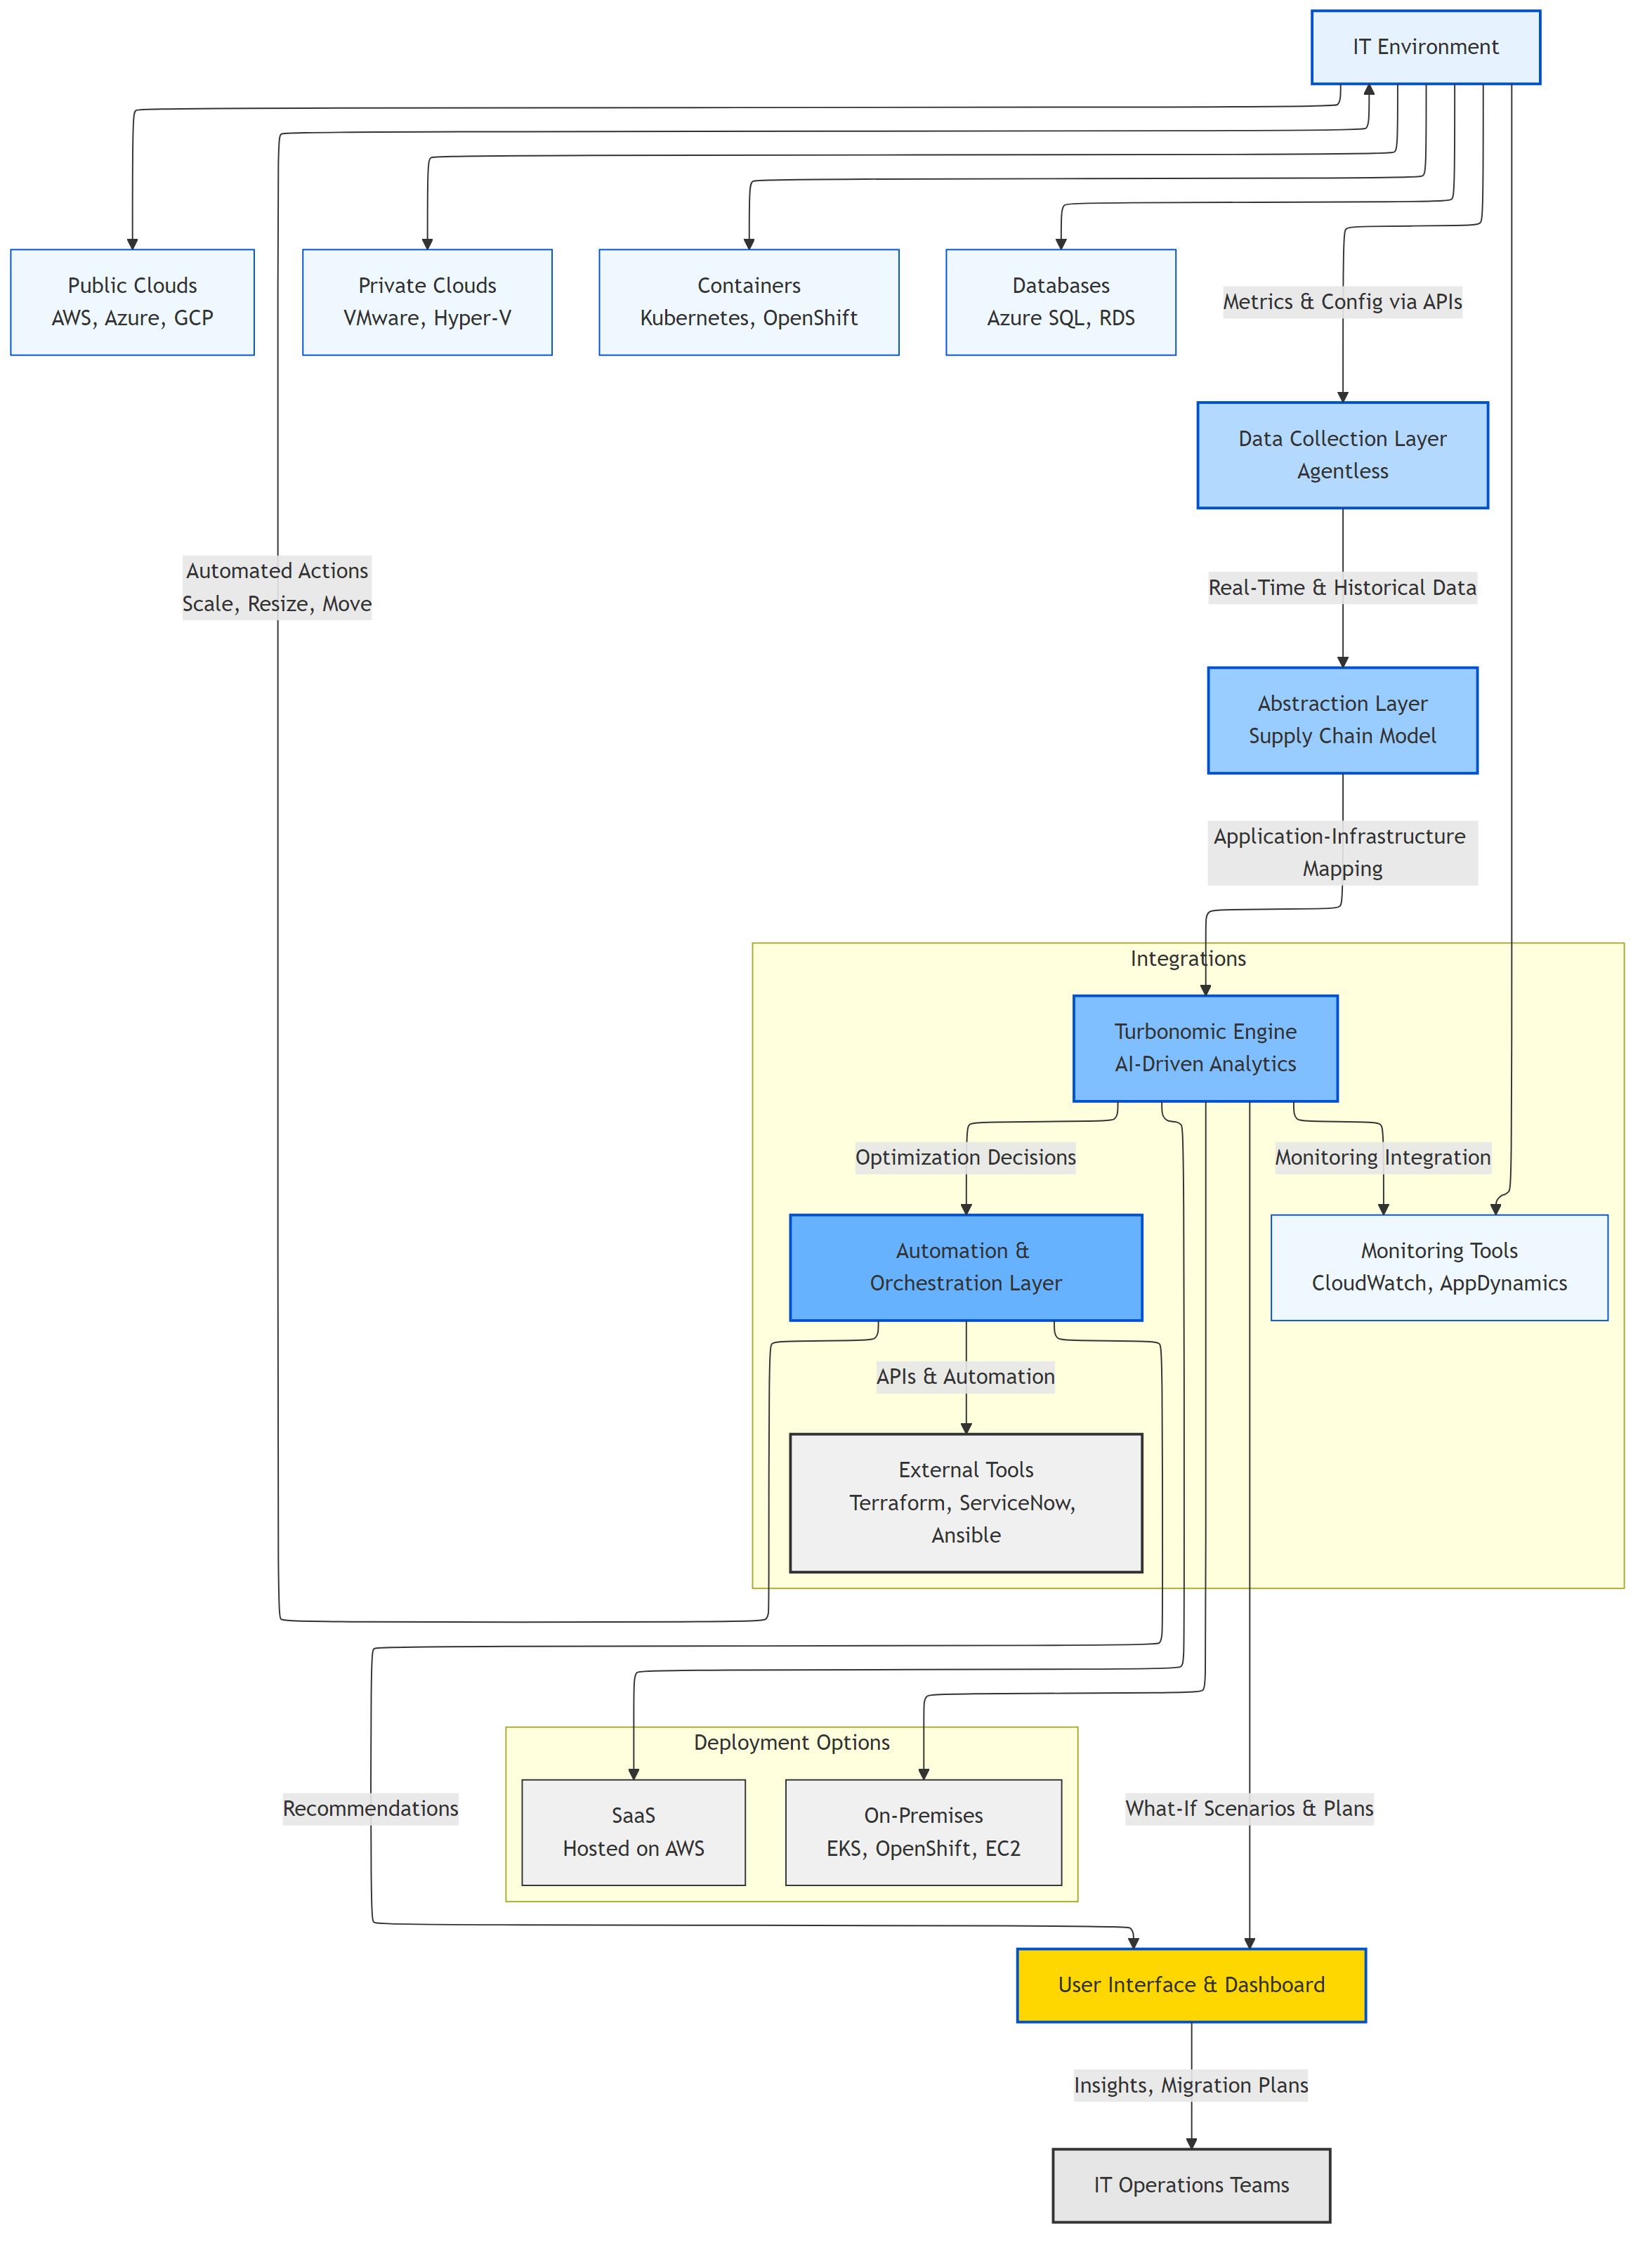 IT Environment
Public Clouds
AWS, Azure, GCP
Private Clouds
VMware, Hyper-V
Containers
Kubernetes, OpenShift
Databases
Azure SQL, RDS
Metrics & Config via APIs
Data Collection Layer
Agentless
Automated Actions
Scale, Resize, Move
Real-Time & Historical Data
Abstraction Layer
Supply Chain Model
Application-Infrastructure
Mapping
Integrations
Turbonomic Engine
AI-Driven Analytics
Optimization Decisions
Monitoring Integration
Automation &
Orchestration Layer
Monitoring Tools
CloudWatch, AppDynamics
APIs & Automation
External Tools
Terraform, ServiceNow,
Ansible
Deployment Options
SaaS
Hosted on AWS
On-Premises
EKS, OpenShift, EC2
Recommendations
What-If Scenarios & Plans
User Interface & Dashboard
Insights, Migration Plans
IT Operations Teams